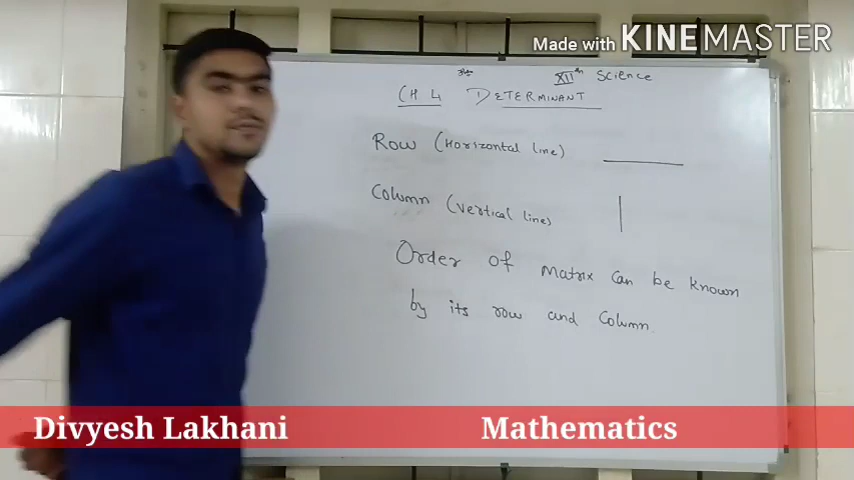 Made with KINEMASTER
XIIth Science
CH 4 DETERMINANT
Row (Horizontal line)
Column (Vertical line)
Order of Matrix Can be known
by its row and Column.
Divyesh Lakhani Mathematics